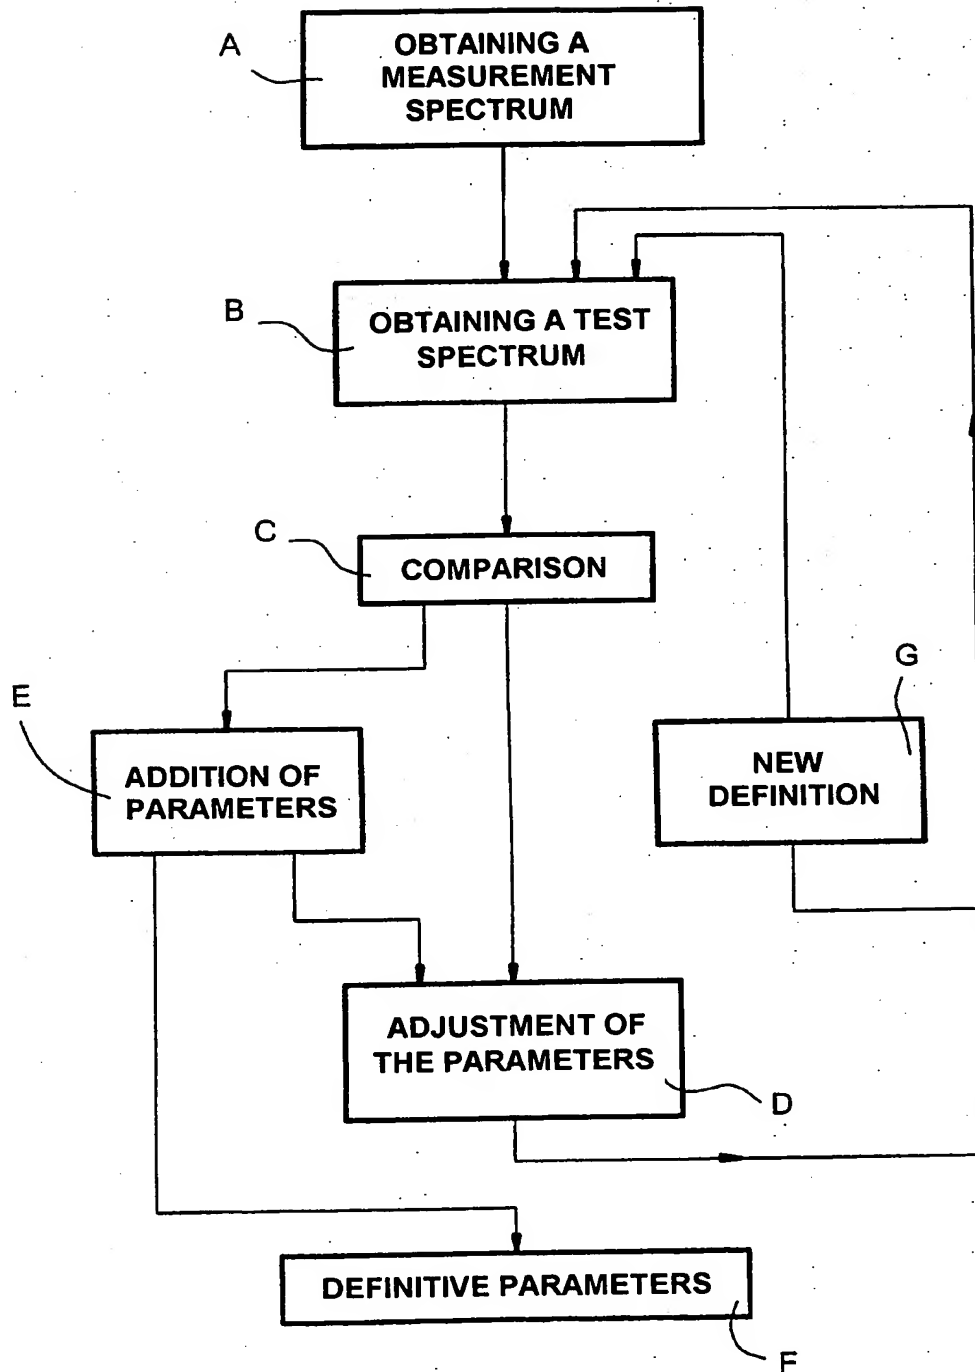 A
OBTAINING A
MEASUREMENT
SPECTRUM
B
OBTAINING A TEST
SPECTRUM
C
COMPARISON
E
ADDITION OF
PARAMETERS
G
NEW
DEFINITION
ADJUSTMENT OF
THE PARAMETERS
D
DEFINITIVE PARAMETERS
F